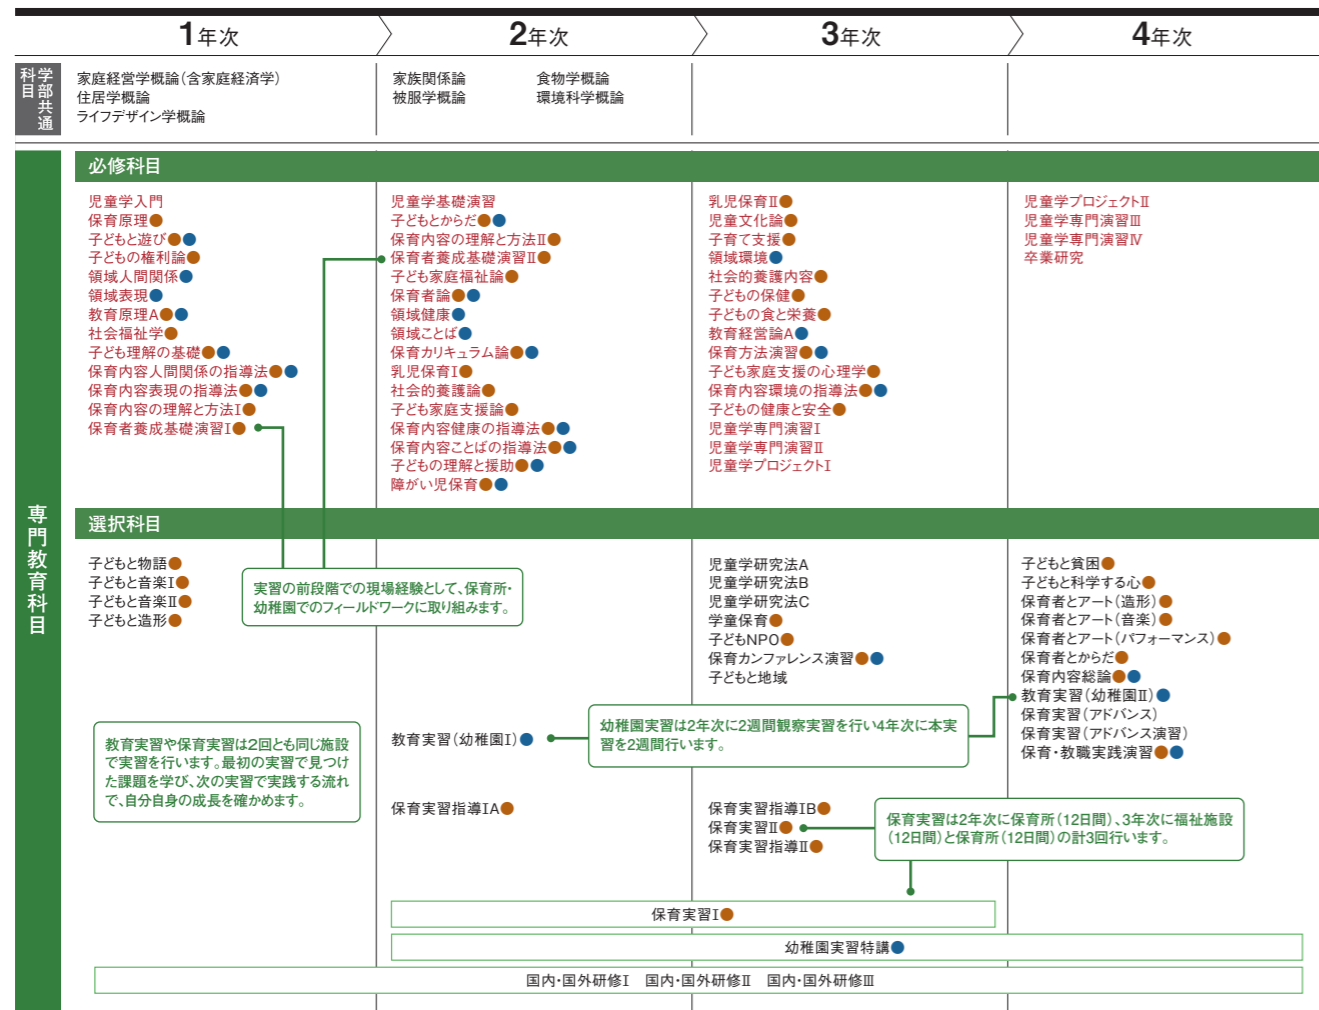 1年次
2年次
3年次
4年次
学部共通科目
家庭経営学概論(含家庭経済学)
住居学概論
ライフデザイン学概論
家族関係論
被服学概論
食物学概論
環境科学概論
専門教育科目
必修科目
児童学入門
保育原理●
子どもと遊び●●
子どもの権利論●
領域人間関係●
領域表現●
教育原理A●●
社会福祉学●
子ども理解の基礎●●
保育内容人間関係の指導法●●
保育内容表現の指導法●●
保育内容の理解と方法Ⅰ●
保育者養成基礎演習Ⅰ●
児童学基礎演習
子どもとからだ●●
保育内容の理解と方法Ⅱ●
保育者養成基礎演習Ⅱ●
子ども家庭福祉論●
保育者論●●
領域健康●
領域ことば●
保育カリキュラム論●●
乳児保育Ⅰ●
社会的養護論●
子ども家庭支援論●
保育内容健康の指導法●●
保育内容ことばの指導法●●
子どもの理解と援助●●
障がい児保育●●
乳児保育Ⅱ●
児童文化論●
子育て支援●
領域環境●
社会的養護内容●
子どもの保健●
子どもの食と栄養●
教育経営論A●
保育方法演習●●
子ども家庭支援の心理学●
保育内容環境の指導法●●
子どもの健康と安全●
児童学専門演習Ⅰ
児童学専門演習Ⅱ
児童学プロジェクトⅠ
児童学プロジェクトⅡ
児童学専門演習Ⅲ
児童学専門演習Ⅳ
卒業研究
選択科目
子どもと物語●
子どもと音楽Ⅰ●
子どもと音楽Ⅱ●
子どもと造形●
実習の前段階での現場経験として、保育所・
幼稚園でのフィールドワークに取り組みます。
教育実習や保育実習は2回とも同じ施設
で実習を行います。最初の実習で見つけ
た課題を学び、次の実習で実践する流れ
で、自分自身の成長を確かめます。
教育実習(幼稚園Ⅰ)●
保育実習指導ⅠA●
児童学研究法A
児童学研究法B
児童学研究法C
学童保育●
子どもNPO●
保育カンファレンス演習●●
子どもと地域
幼稚園実習は2年次に2週間観察実習を行い4年次に本実
習を2週間行います。
保育実習指導ⅠB●
保育実習Ⅱ●
保育実習指導Ⅱ●
子どもと貧困●
子どもと科学する心●
保育者とアート(造形)●
保育者とアート(音楽)●
保育者とアート(パフォーマンス)●
保育者とからだ●
保育内容総論●●
教育実習(幼稚園Ⅱ)●
保育実習(アドバンス)
保育実習(アドバンス演習)
保育・教職実践演習●●
保育実習は2年次に保育所(12日間)、3年次に福祉施設
(12日間)と保育所(12日間)の計3回行います。
保育実習Ⅰ●
幼稚園実習特講●
国内・国外研修Ⅰ 国内・国外研修Ⅱ 国内・国外研修Ⅲ